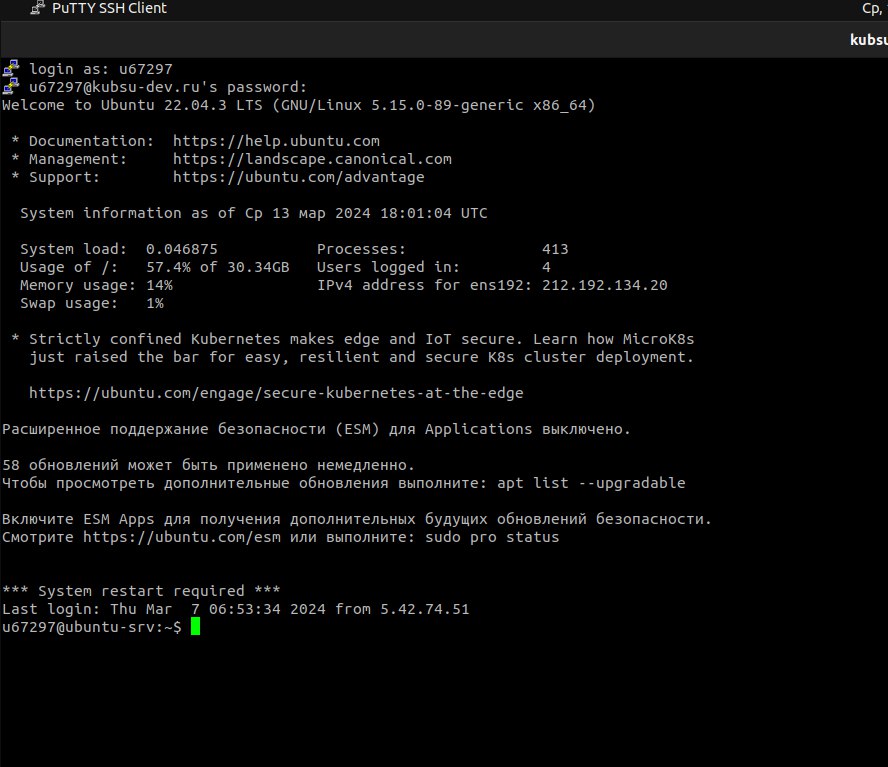 PuTTY SSH Client
Ср,
kubsu
login as: u67297
u67297@kubsu-dev.ru's password:
Welcome to Ubuntu 22.04.3 LTS (GNU/Linux 5.15.0-89-generic x86_64)
* Documentation:  https://help.ubuntu.com
* Management:     https://landscape.canonical.com
* Support:        https://ubuntu.com/advantage
System information as of Ср 13 мар 2024 18:01:04 UTC
System load:  0.046875           Processes:               413
Usage of /:   57.4% of 30.34GB   Users logged in:         4
Memory usage: 14%                IPv4 address for ens192: 212.192.134.20
Swap usage:   1%
* Strictly confined Kubernetes makes edge and IoT secure. Learn how MicroK8s
just raised the bar for easy, resilient and secure K8s cluster deployment.
https://ubuntu.com/engage/secure-kubernetes-at-the-edge
Расширенное поддержание безопасности (ESM) для Applications выключено.
58 обновлений может быть применено немедленно.
Чтобы просмотреть дополнительные обновления выполните: apt list --upgradable
Включите ESM Apps для получения дополнительных будущих обновлений безопасности.
Смотрите https://ubuntu.com/esm или выполните: sudo pro status
*** System restart required ***
Last login: Thu Mar  7 06:53:34 2024 from 5.42.74.51
u67297@ubuntu-srv:~$